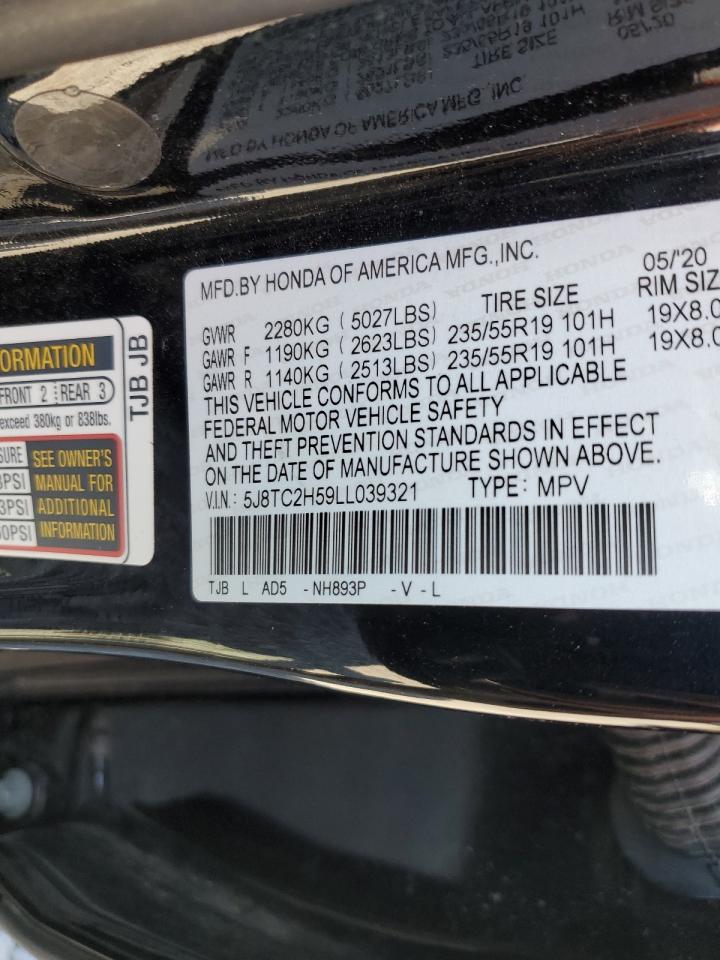 MFD.BY HONDA OF AMERICA MFG.,INC. 05/'20
TIRE SIZE RIM SIZ
GVWR 2280KG (5027LBS)
GAWR F 1190KG (2623LBS) 235/55R19 101H 19X8.0
GAWR R 1140KG (2513LBS) 235/55R19 101H 19X8.0
THIS VEHICLE CONFORMS TO ALL APPLICABLE
FEDERAL MOTOR VEHICLE SAFETY
AND THEFT PREVENTION STANDARDS IN EFFECT
ON THE DATE OF MANUFACTURE SHOWN ABOVE.
V.I.N: 5J8TC2H59LL039321 TYPE: MPV
TJB L AD5 -NH893P -V-L
ORMATION
FRONT 2 REAR 3
exceed 380kg or 838lbs.
SURE
PSI
3PSI
60PSI
SEE OWNER'S
MANUAL FOR
ADDITIONAL
INFORMATION
TJB JB